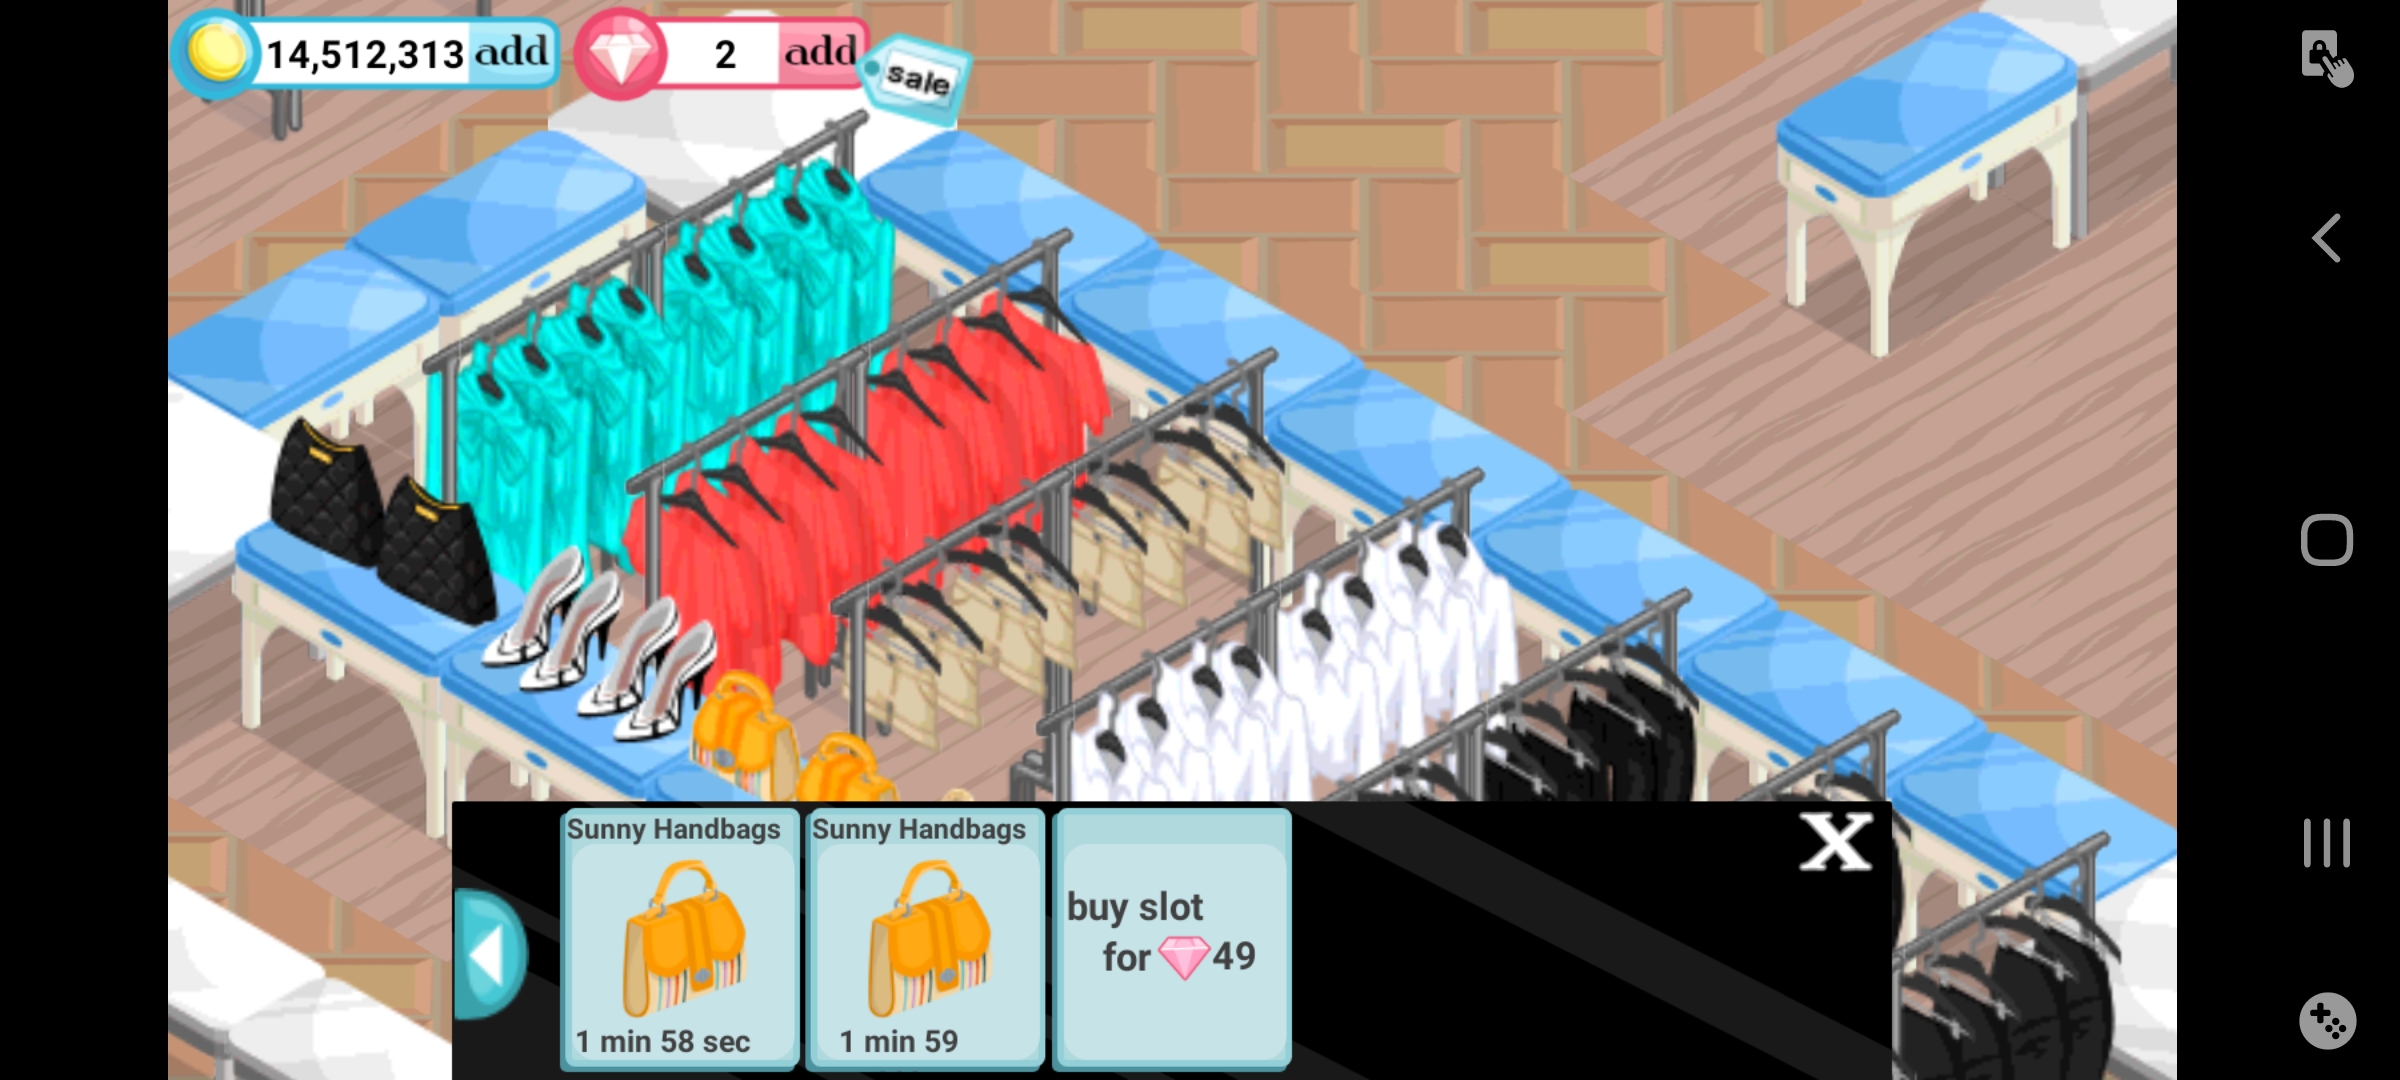 14,512,313 add
2 add
sale
Sunny Handbags
1 min 58 sec
Sunny Handbags
1 min 59
buy slot
for 49
X